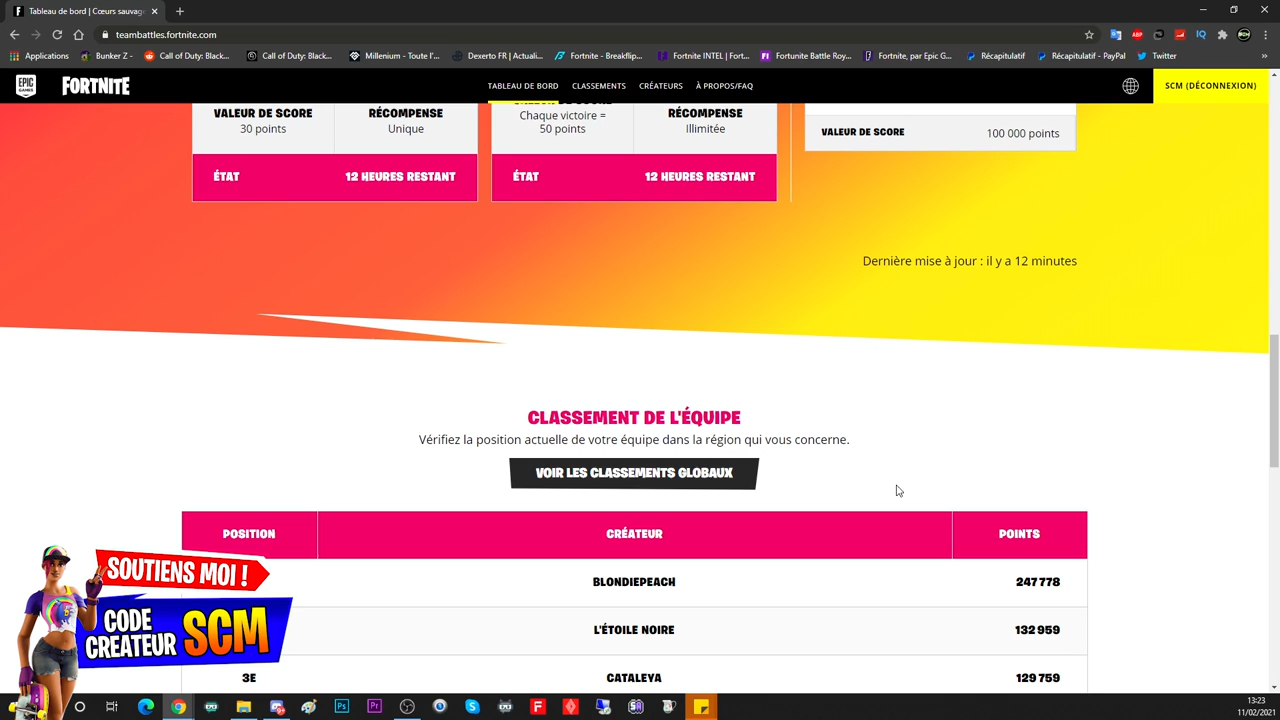 Tableau de bord | Cœurs sauvag
teambattles.fortnite.com
Applications
Bunker Z -
Call of Duty: Black...
Call of Duty: Black...
Millenium - Toute l'...
Dexerto FR | Actuali...
Fortnite - Breakflip...
Fortnite INTEL | Fort...
Fortunite Battle Roy...
Fortnite, par Epic G...
Récapitulatif
Récapitulatif - PayPal
Twitter
EPIC GAMES
FORTNITE
TABLEAU DE BORD
CLASSEMENTS
CRÉATEURS
À PROPOS/FAQ
SCM (DÉCONNEXION)
VALEUR DE SCORE
30 points
RÉCOMPENSE
Unique
Chaque victoire =
50 points
RÉCOMPENSE
Illimitée
VALEUR DE SCORE
100 000 points
ÉTAT
12 HEURES RESTANT
ÉTAT
12 HEURES RESTANT
Dernière mise à jour : il y a 12 minutes
CLASSEMENT DE L'ÉQUIPE
Vérifiez la position actuelle de votre équipe dans la région qui vous concerne.
VOIR LES CLASSEMENTS GLOBAUX
POSITION
CRÉATEUR
POINTS
BLONDIEPEACH
247 778
L'ÉTOILE NOIRE
132 959
3E
CATALEYA
129 759
SOUTIENS MOI !
CODE
CREATEUR
SCM
13:23
11/02/2021